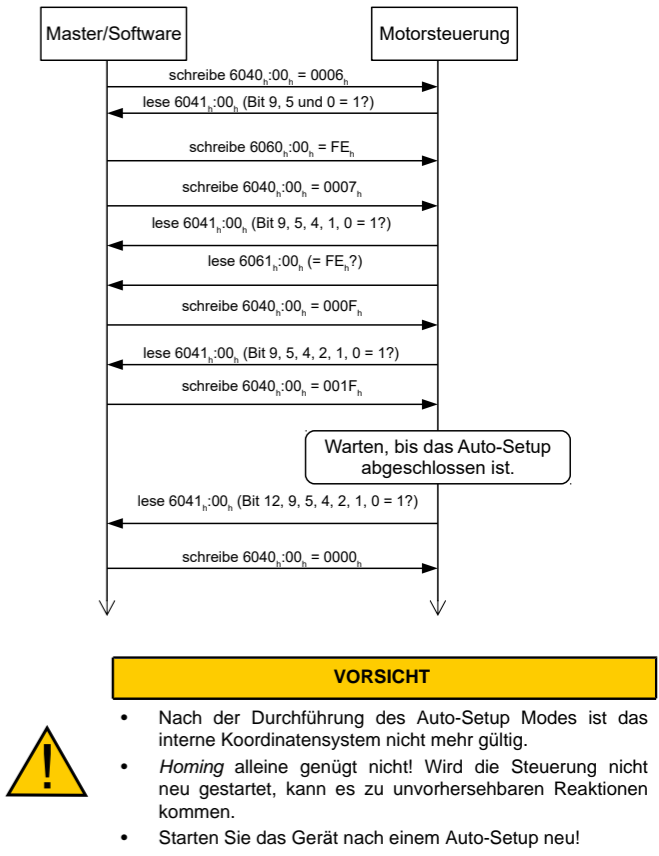 Master/Software
Motorsteuerung
schreibe 6040h:00h = 0006h
lese 6041h:00h (Bit 9, 5 und 0 = 1?)
schreibe 6060h:00h = FEh
schreibe 6040h:00h = 0007h
lese 6041h:00h (Bit 9, 5, 4, 1, 0 = 1?)
lese 6061h:00h (= FEh?)
schreibe 6040h:00h = 000Fh
lese 6041h:00h (Bit 9, 5, 4, 2, 1, 0 = 1?)
schreibe 6040h:00h = 001Fh
Warten, bis das Auto-Setup
abgeschlossen ist.
lese 6041h:00h (Bit 12, 9, 5, 4, 2, 1, 0 = 1?)
schreibe 6040h:00h = 0000h
VORSICHT
• Nach der Durchführung des Auto-Setup Modes ist das
interne Koordinatensystem nicht mehr gültig.
• Homing alleine genügt nicht! Wird die Steuerung nicht
neu gestartet, kann es zu unvorhersehbaren Reaktionen
kommen.
• Starten Sie das Gerät nach einem Auto-Setup neu!